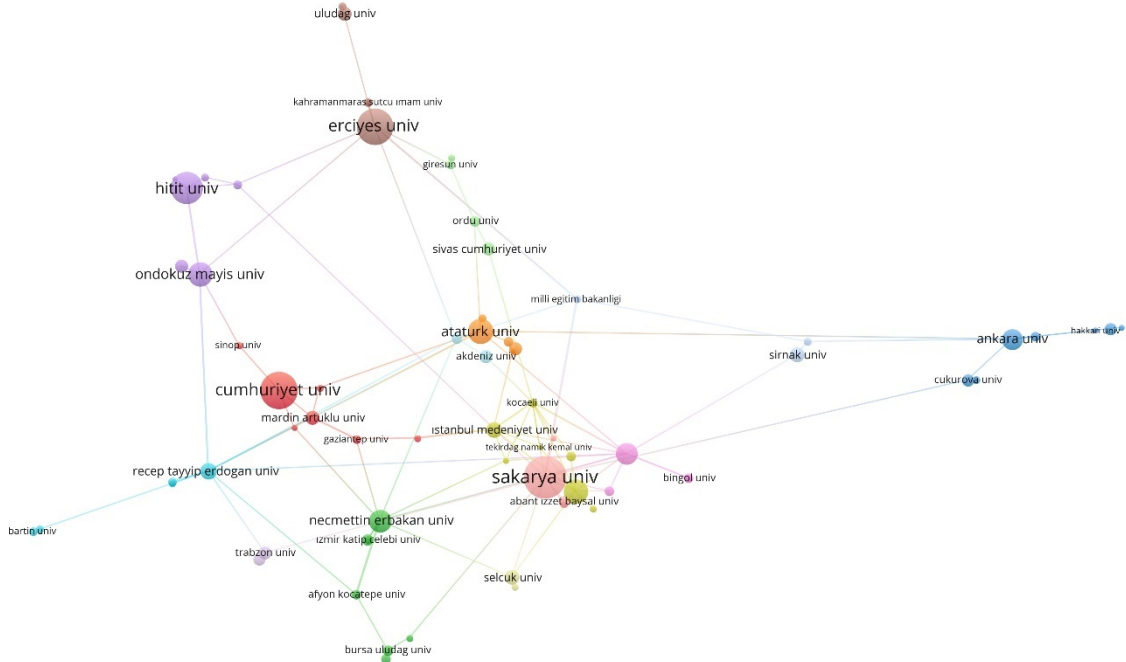 uludag univ
kahramanmaras sutcu imam univ
erciyes univ
giresun univ
hitit univ
ordu univ
sivas cumhuriyet univ
ondokuz mayis univ
milli egitim bakanligi
ataturk univ
hakkari univ
ankara univ
sinop univ
akdeniz univ
sirnak univ
cukurova univ
cumhuriyet univ
kocaeli univ
mardin artuklu univ
ıstanbul medeniyet univ
gaziantep univ
tekirdag namik kemal univ
recep tayyip erdogan univ
sakarya univ
bingol univ
abant ızzet baysal univ
necmettin erbakan univ
bartin univ
ızmir katip celebi univ
trabzon univ
selcuk univ
afyon kocatepe univ
bursa uludag univ